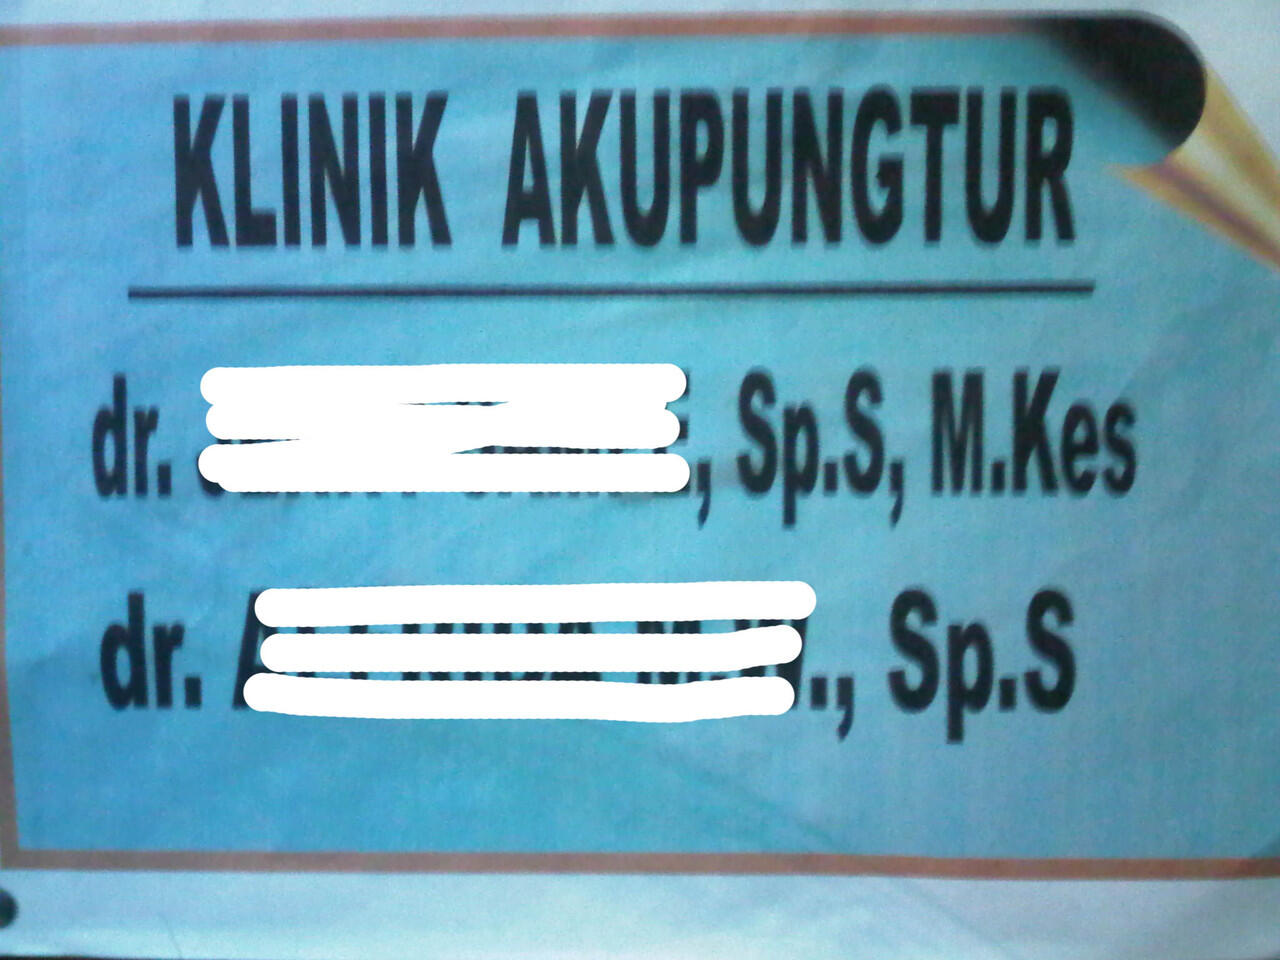 KLINIK AKUPUNGTUR
dr. , Sp.S, M.Kes
dr. ., Sp.S